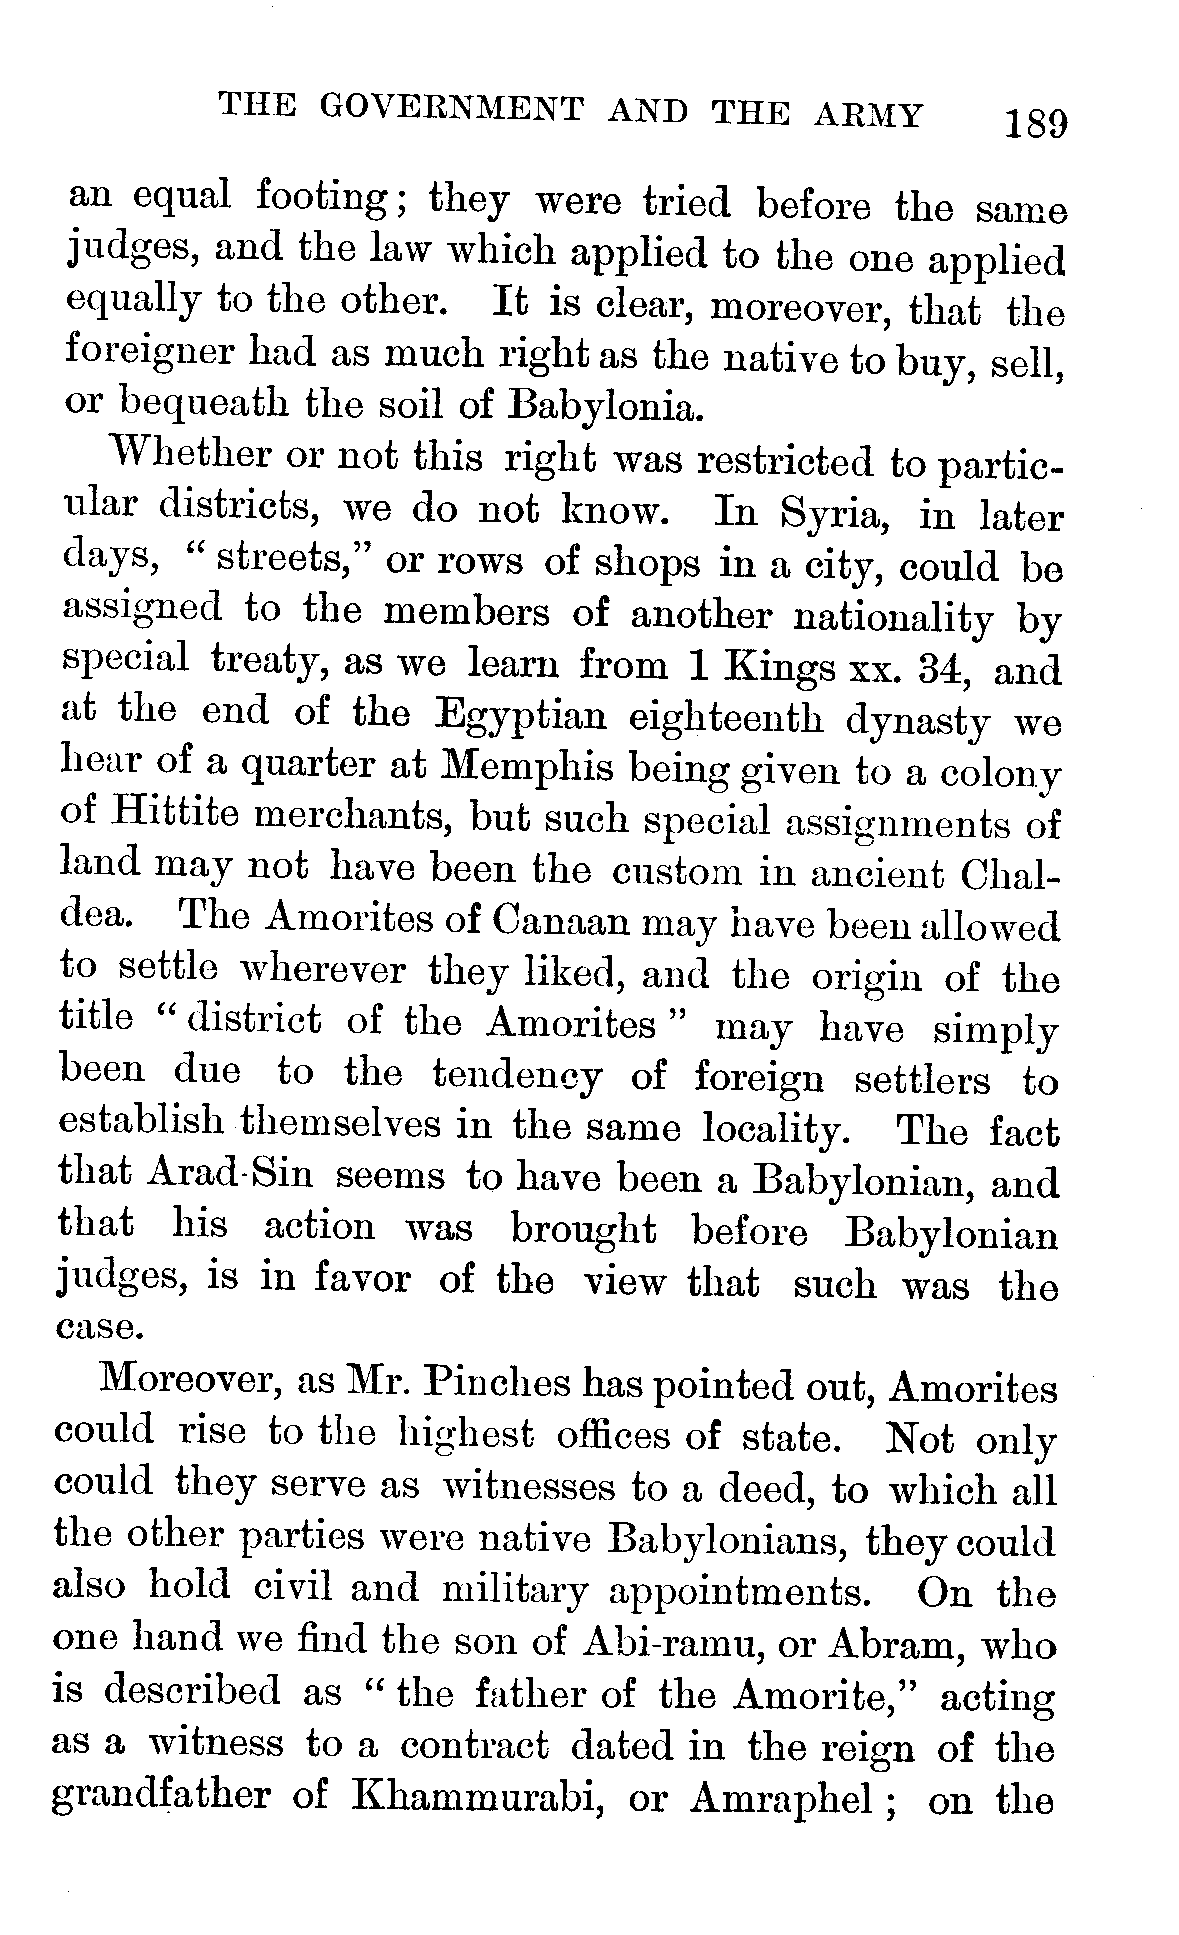 THE GOVERNMENT AND THE ARMY 189
an equal footing; they were tried before the same
judges, and the law which applied to the one applied
equally to the other. It is clear, moreover, that the
foreigner had as much right as the native to buy, sell,
or bequeath the soil of Babylonia.
Whether or not this right was restricted to partic-
ular districts, we do not know. In Syria, in later
days, “ streets,” or rows of shops in a city, could be
assigned to the members of another nationality by
special treaty, as we learn from 1 Kings xx. 34, and
at the end of the Egyptian eighteenth dynasty we
hear of a quarter at Memphis being given to a colony
of Hittite merchants, but such special assignments of
land may not have been the custom in ancient Chal-
dea. The Amorites of Canaan may have been allowed
to settle wherever they liked, and the origin of the
title “ district of the Amorites ” may have simply
been due to the tendency of foreign settlers to
establish themselves in the same locality. The fact
that Arad-Sin seems to have been a Babylonian, and
that his action was brought before Babylonian
judges, is in favor of the view that such was the
case.
Moreover, as Mr. Pinches has pointed out, Amorites
could rise to the highest offices of state. Not only
could they serve as witnesses to a deed, to which all
the other parties were native Babylonians, they could
also hold civil and military appointments. On the
one hand we find the son of Abi-ramu, or Abram, who
is described as “ the father of the Amorite,” acting
as a witness to a contract dated in the reign of the
grandfather of Khammurabi, or Amraphel ; on the